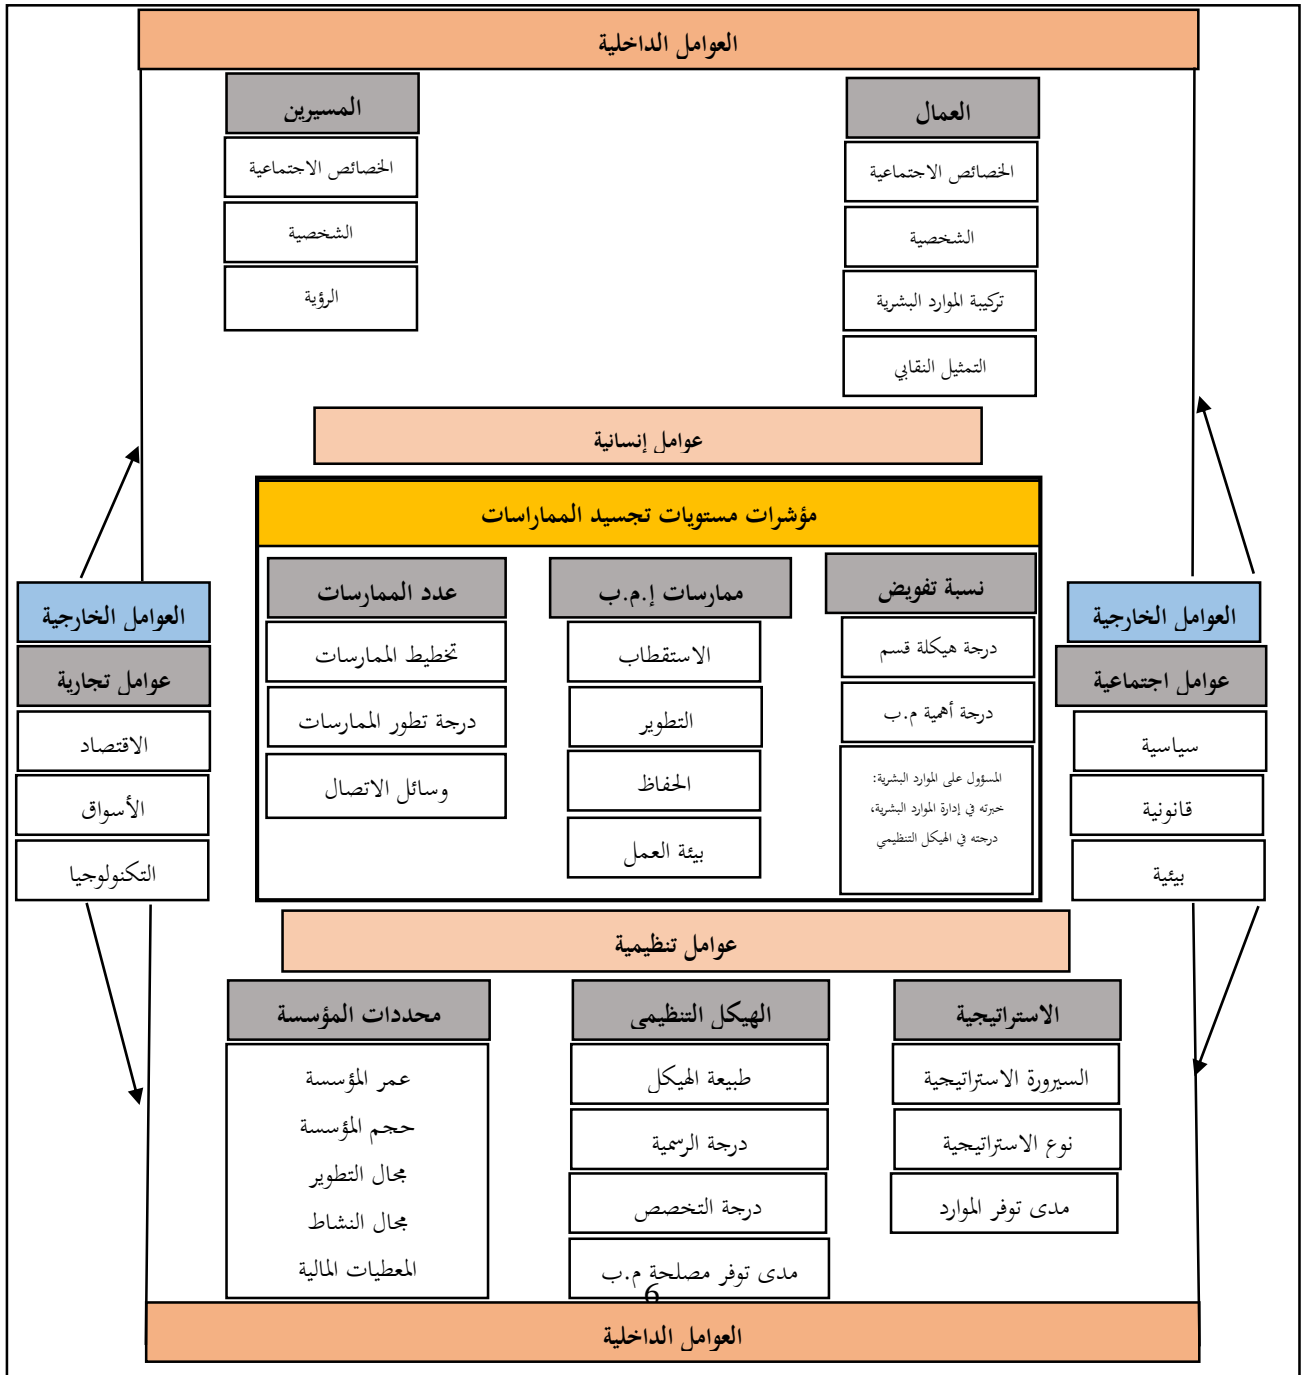 العوامل الداخلية
العمال
الخصائص الاجتماعية
الشخصية
تركيبة الموارد البشرية
التمثيل النقابي
المسيرين
الخصائص الاجتماعية
الشخصية
الرؤية
عوامل إنسانية
مؤشرات مستويات تجسيد المماراسات
نسبة تفويض
درجة هيكلة قسم
درجة أهمية م.ب
المسؤول على الموارد البشرية:
خبرته في إدارة الموارد البشرية،
درجته في الهيكل التنظيمي
ممارسات إ.م.ب
الاستقطاب
التطوير
الحفاظ
بيئة العمل
عدد الممارسات
تخطيط الممارسات
درجة تطور الممارسات
وسائل الاتصال
العوامل الخارجية
عوامل اجتماعية
سياسية
قانونية
بيئية
العوامل الخارجية
عوامل تجارية
الاقتصاد
الأسواق
التكنولوجيا
عوامل تنظيمية
الاستراتيجية
السيرورة الاستراتيجية
نوع الاستراتيجية
مدى توفر الموارد
الهيكل التنظيمي
طبيعة الهيكل
درجة الرسمية
درجة التخصص
مدى توفر مصلحة م.ب
محددات المؤسسة
عمر المؤسسة
حجم المؤسسة
مجال التطوير
مجال النشاط
المعطيات المالية
6
العوامل الداخلية